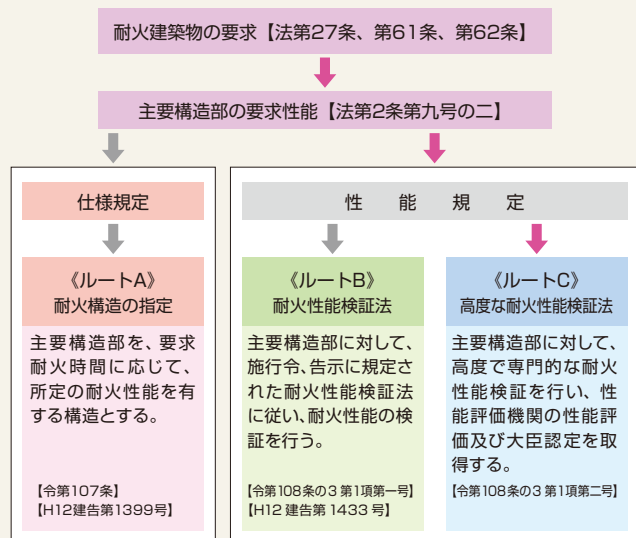 耐火建築物の要求【法第27条、第61条、第62条】
主要構造部の要求性能【法第2条第九号の二】
仕様規定
《ルートA》
耐火構造の指定
主要構造部を、要求
耐火時間に応じて、
所定の耐火性能を有
する構造とする。
【令第107条】
【H12建告第1399号】
性能規定
《ルートB》
耐火性能検証法
主要構造部に対して、
施行令、告示に規定さ
れた耐火性能検証法
に従い、耐火性能の検
証を行う。
【令第108条の3 第1項第一号】
【H12 建告第1433号】
《ルートC》
高度な耐火性能検証法
主要構造部に対して、
高度で専門的な耐火
性能検証を行い、性
能評価機関の性能評
価及び大臣認定を取
得する。
【令第108条の3 第1項第二号】